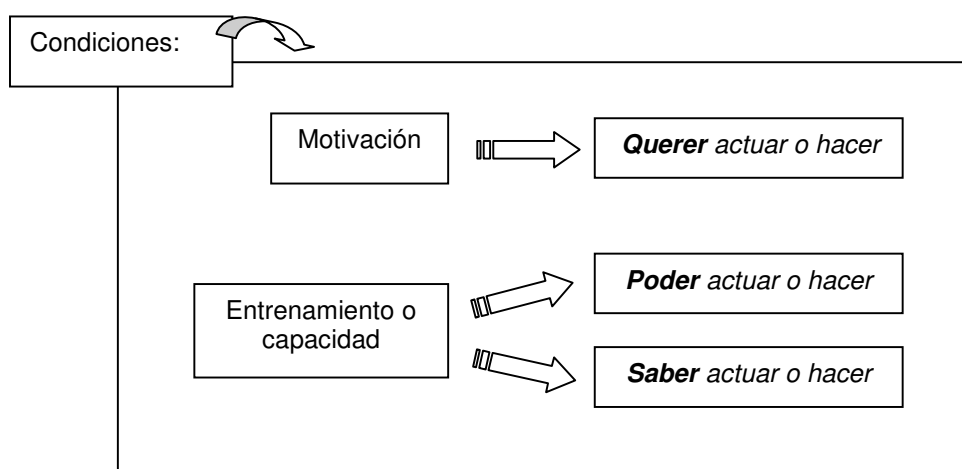 Condiciones:
Motivación
Querer actuar o hacer
Entrenamiento o
capacidad
Poder actuar o hacer
Saber actuar o hacer